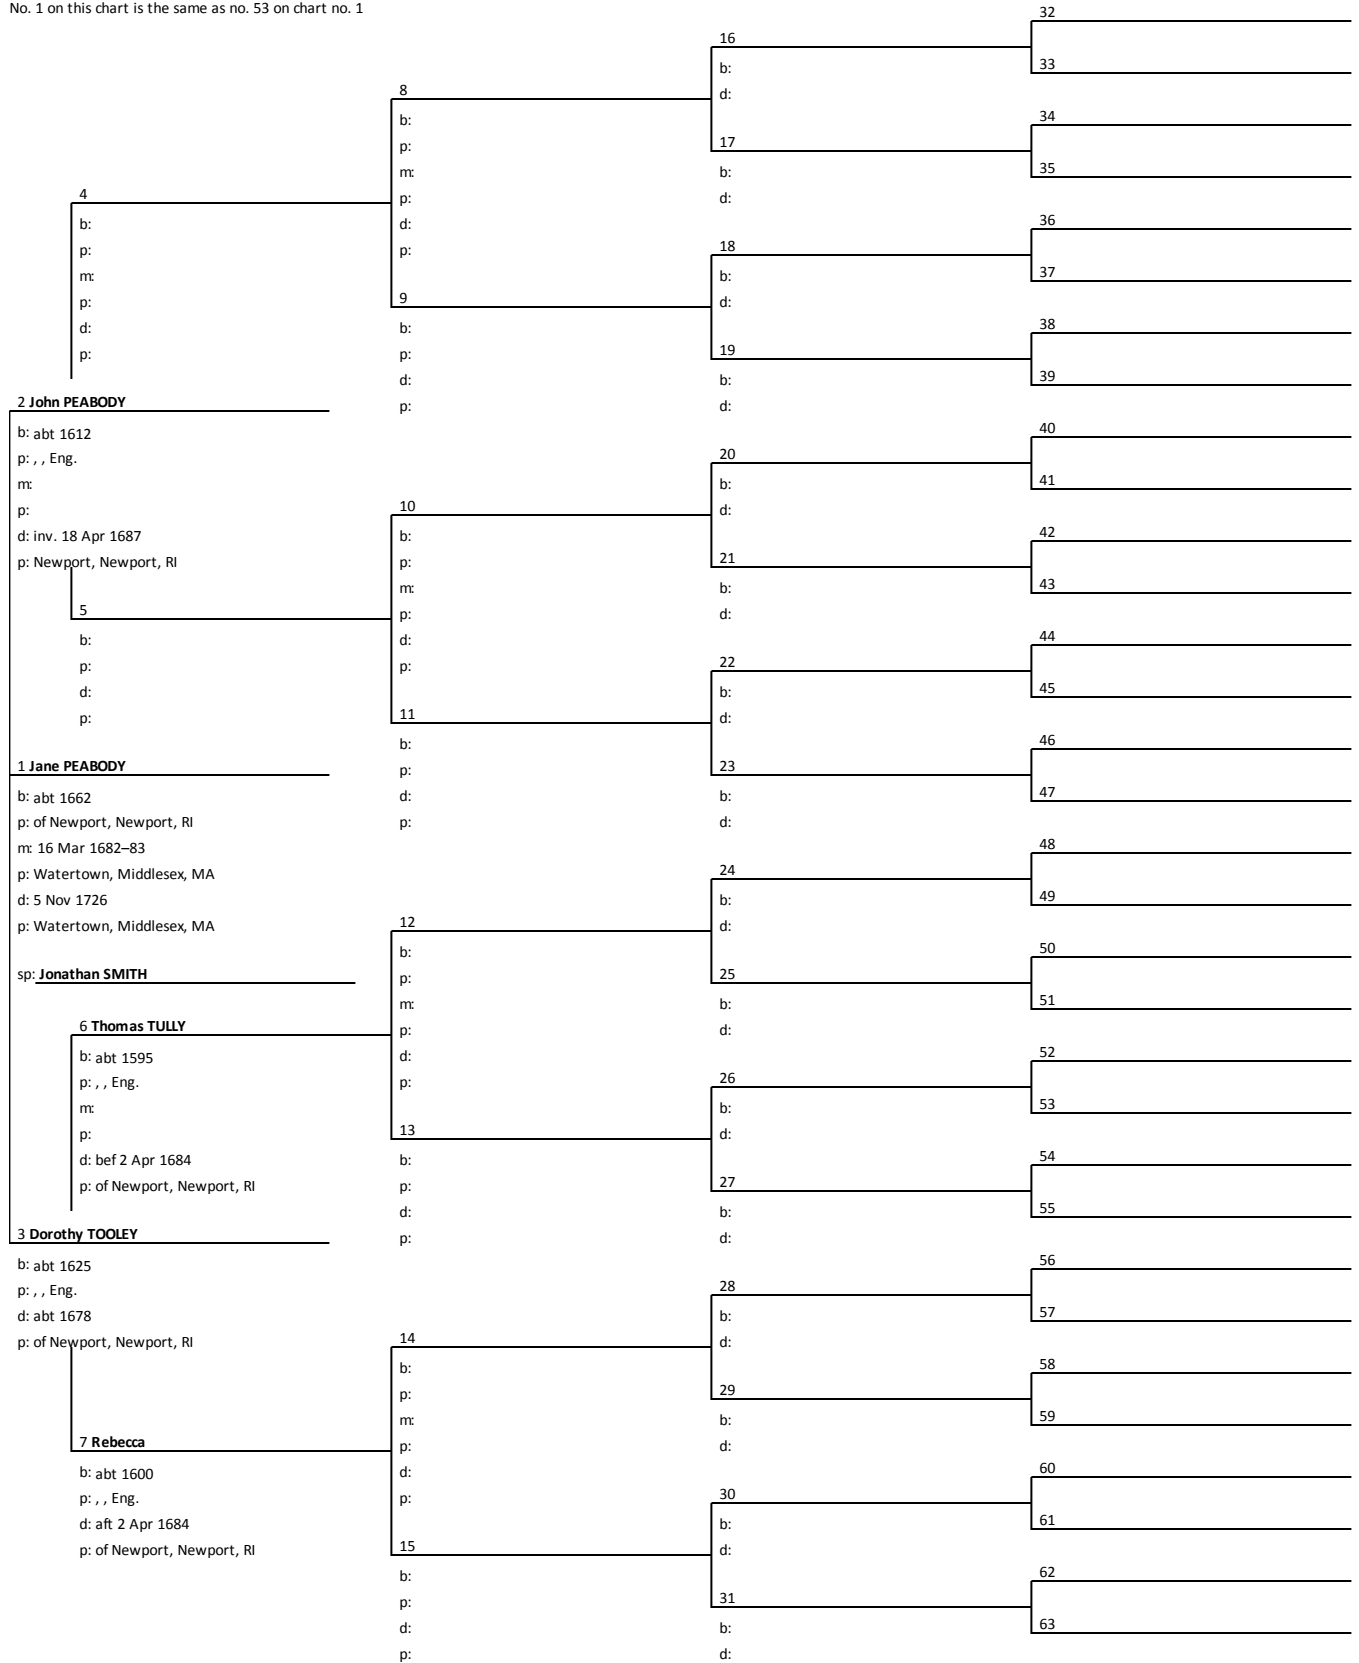 No. 1 on this chart is the same as no. 53 on chart no. 1
4
b:
p:
m:
p:
d:
p:
2 John PEABODY
b: abt 1612
p: , , Eng.
m:
p:
d: inv. 18 Apr 1687
p: Newport, Newport, RI
5
b:
p:
d:
p:
1 Jane PEABODY
b: abt 1662
p: of Newport, Newport, RI
m: 16 Mar 1682–83
p: Watertown, Middlesex, MA
d: 5 Nov 1726
p: Watertown, Middlesex, MA
sp: Jonathan SMITH
6 Thomas TULLY
b: abt 1595
p: , , Eng.
m:
p:
d: bef 2 Apr 1684
p: of Newport, Newport, RI
3 Dorothy TOOLEY
b: abt 1625
p: , , Eng.
d: abt 1678
p: of Newport, Newport, RI
7 Rebecca
b: abt 1600
p: , , Eng.
d: aft 2 Apr 1684
p: of Newport, Newport, RI
8
b:
p:
m:
p:
d:
p:
9
b:
p:
d:
p:
10
b:
p:
m:
p:
d:
p:
11
b:
p:
d:
p:
12
b:
p:
m:
p:
d:
p:
13
b:
p:
d:
p:
14
b:
p:
m:
p:
d:
p:
15
b:
p:
d:
p:
16
b:
d:
17
b:
d:
18
b:
d:
19
b:
d:
20
b:
d:
21
b:
d:
22
b:
d:
23
b:
d:
24
b:
d:
25
b:
d:
26
b:
d:
27
b:
d:
28
b:
d:
29
b:
d:
30
b:
d:
31
b:
d:
32
33
34
35
36
37
38
39
40
41
42
43
44
45
46
47
48
49
50
51
52
53
54
55
56
57
58
59
60
61
62
63